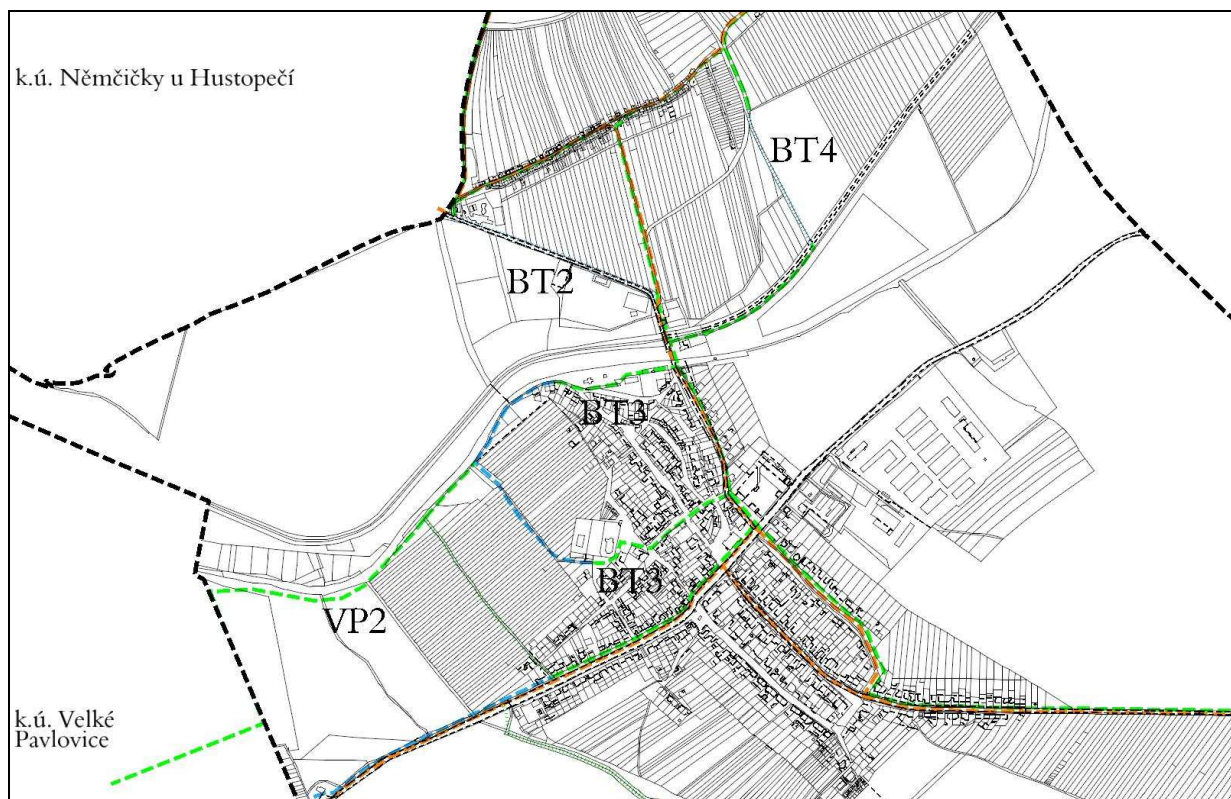 k.ú. Němčičky u Hustopečí
BT4
BT2
BT3
BT3
VP2
k.ú. Velké
Pavlovice